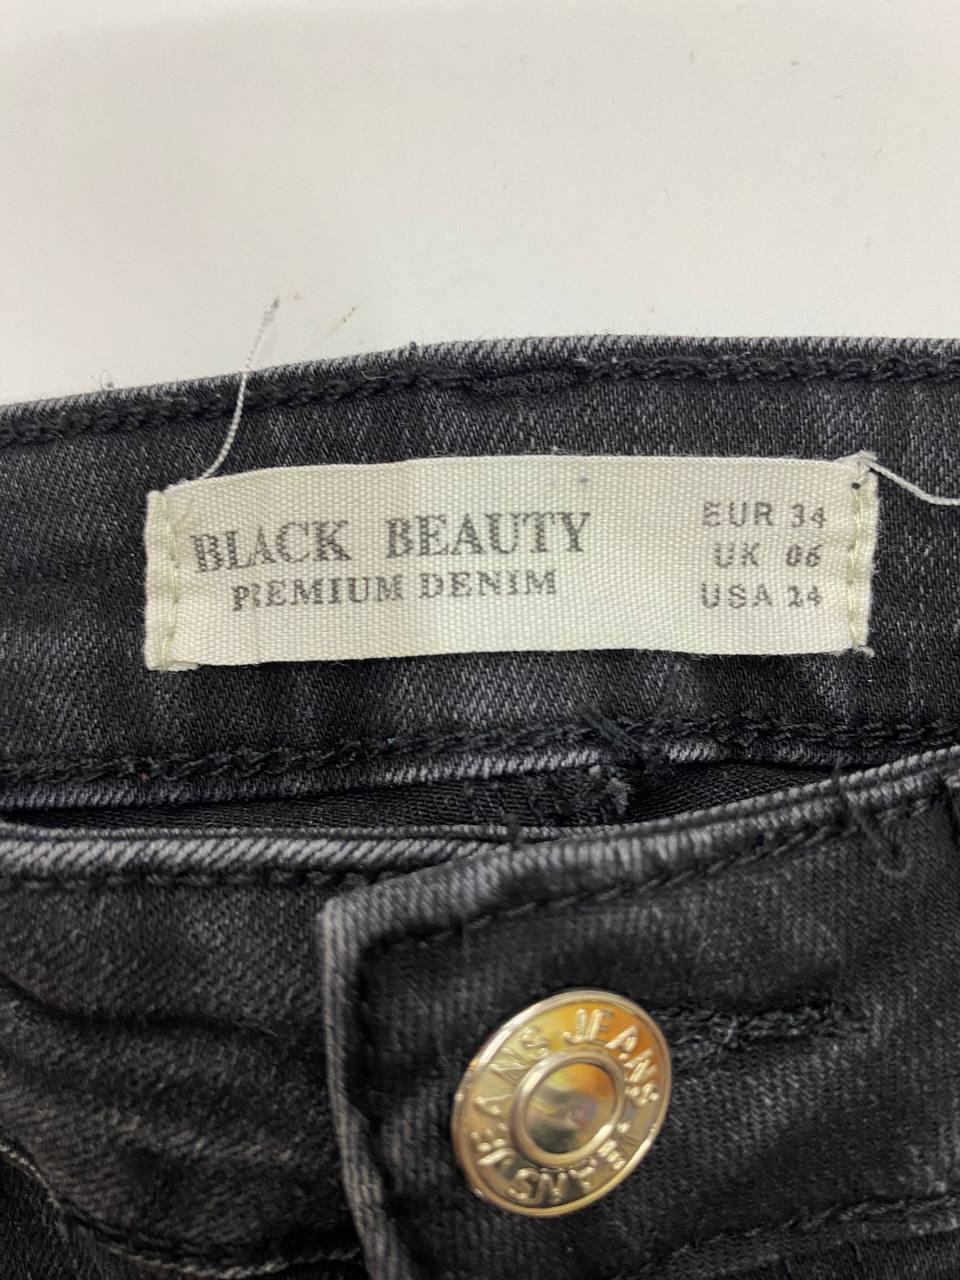 BLACK BEAUTY
PREMIUM DENIM
EUR 34
UK 06
USA 24
JEANS JEANS JEANS